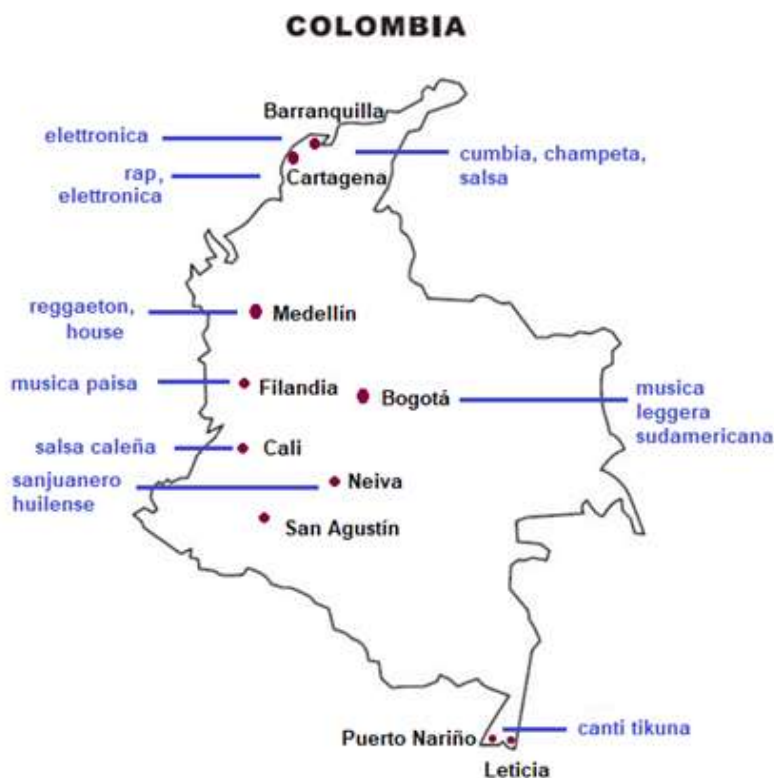 COLOMBIA
Barranquilla
elettronica
cumbia, champeta,
salsa
rap,
elettronica
Cartagena
reggaeton,
house
Medellín
musica paisa
Filandia
Bogotá
musica
leggera
sudamericana
salsa caleña
Cali
sanjuanero
huilense
Neiva
San Agustín
Puerto Nariño
canti tikuna
Leticia